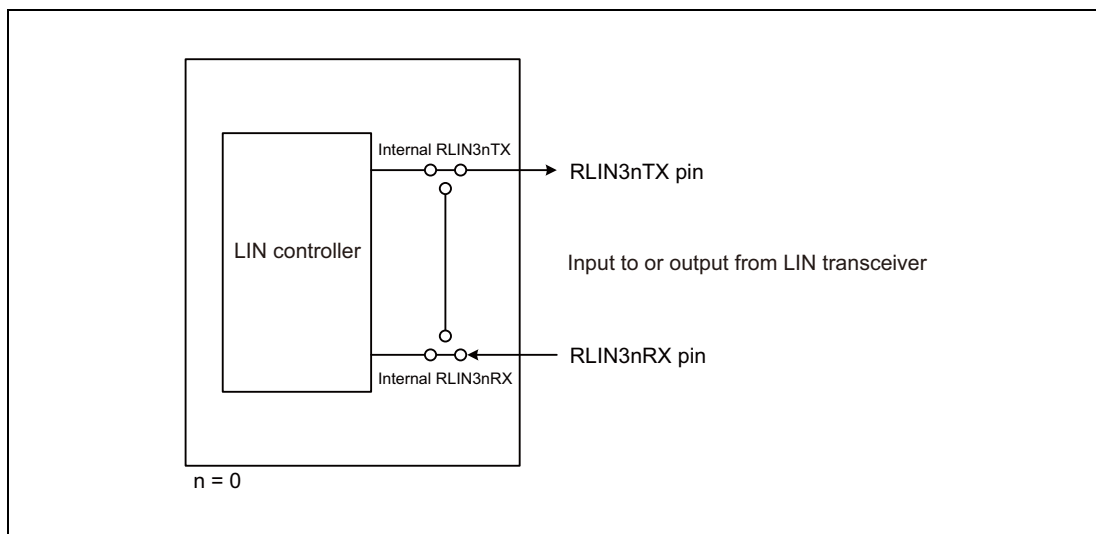 Internal RLIN3nTX
RLIN3nTX pin
LIN controller
Input to or output from LIN transceiver
RLIN3nRX pin
Internal RLIN3nRX
n = 0